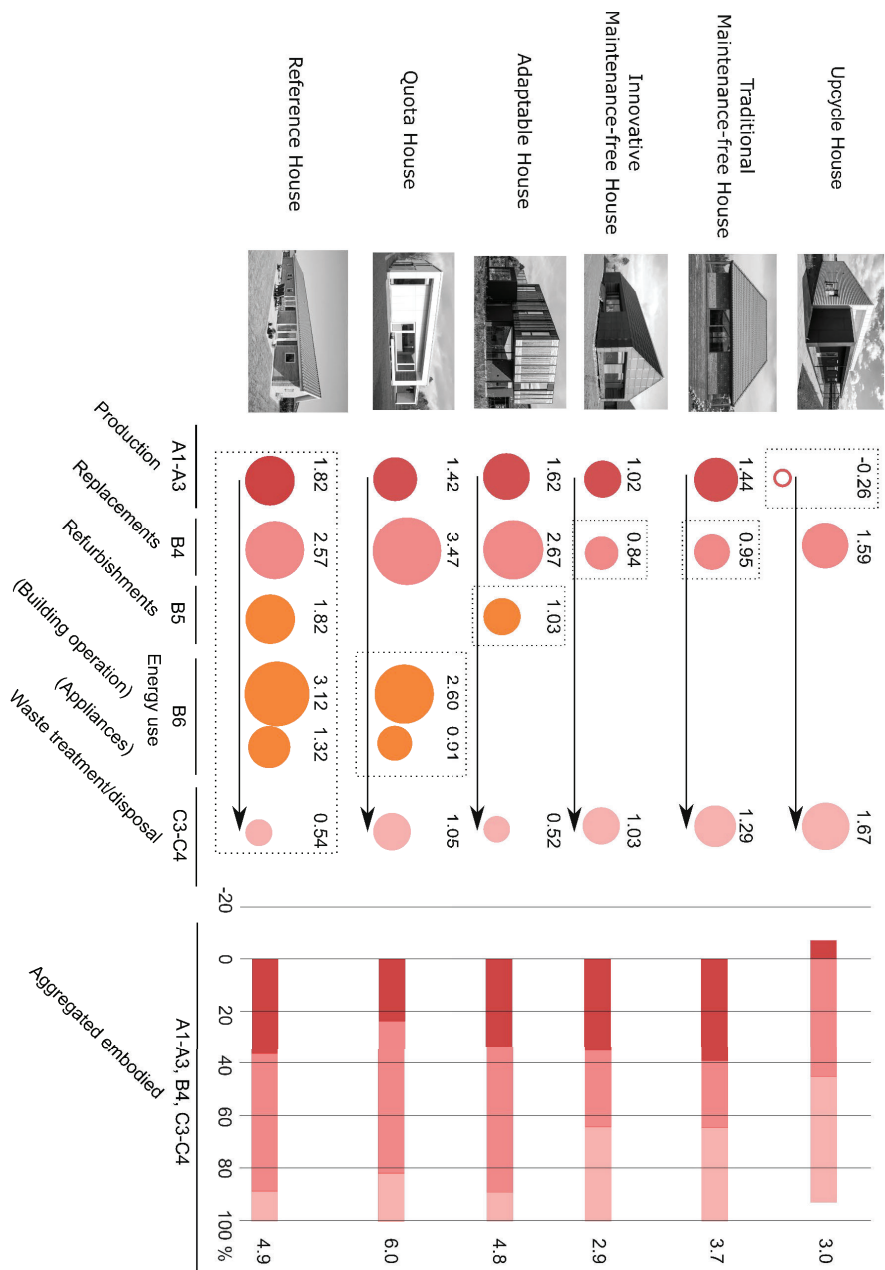 Upcycle House
-0.26 1.59 1.67 3.0
Traditional
Maintenance-free House
1.44 0.95 1.29 3.7
Innovative
Maintenance-free House
1.02 0.84 1.03 2.9
Adaptable House
1.62 2.67 1.03 0.52 4.8
Quota House
1.42 3.47 2.60 0.91 1.05 6.0
Reference House
1.82 2.57 1.82 3.12 1.32 0.54 4.9
-20 0 20 40 60 80 100 %
A1-A3 B4 B5 B6 C3-C4 A1-A3, B4, C3-C4
Production
Replacements
Refurbishments
Energy use
(Building operation)
(Appliances)
Waste treatment/disposal
Aggregated embodied